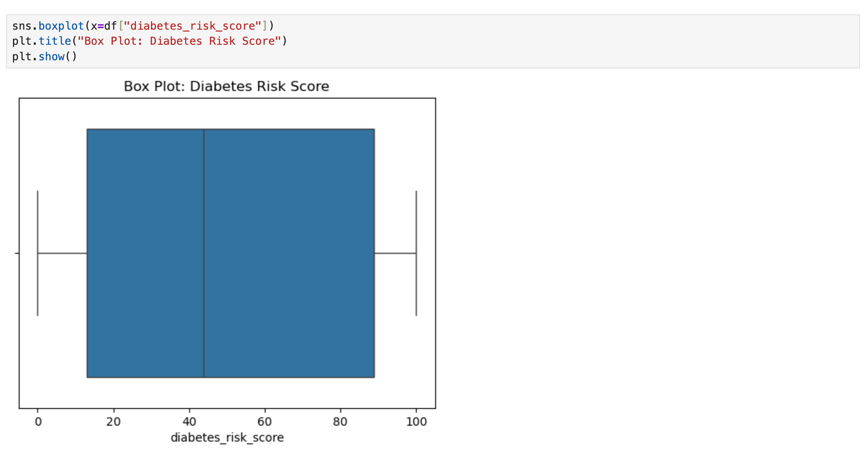 sns.boxplot(x=df["diabetes_risk_score"])
plt.title("Box Plot: Diabetes Risk Score")
plt.show()
Box Plot: Diabetes Risk Score
0 20 40 60 80 100
diabetes_risk_score